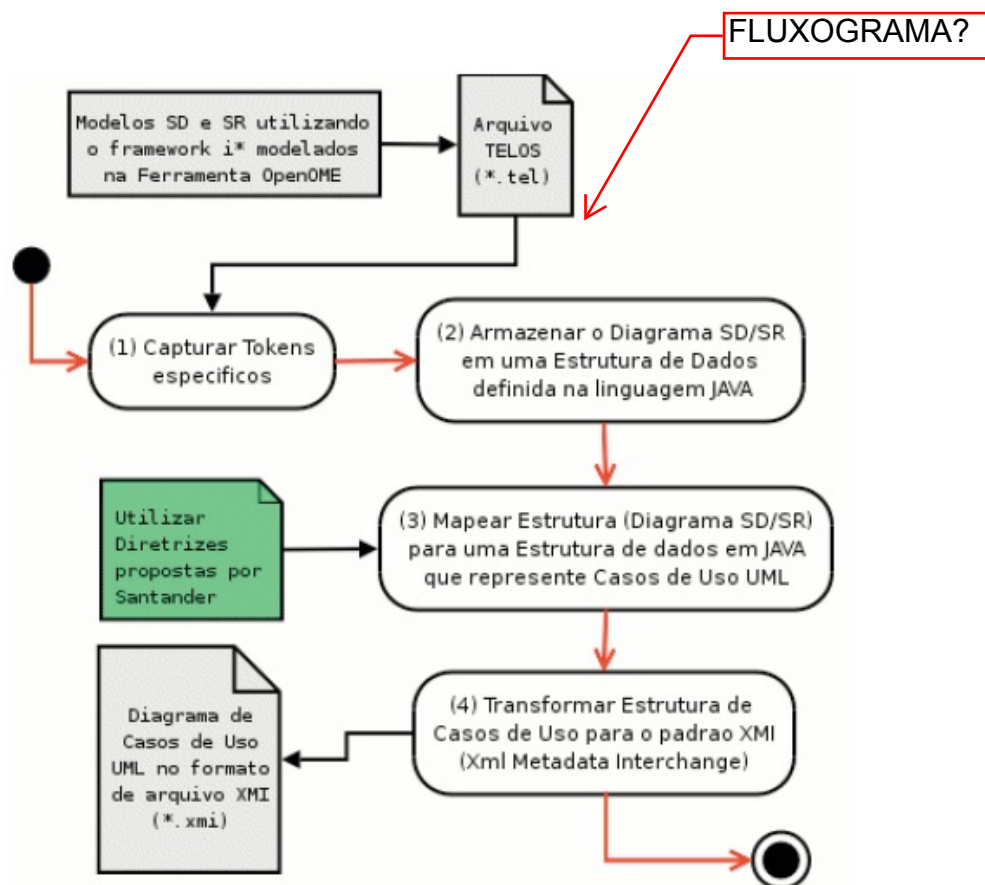 FLUXOGRAMA?
Modelos SD e SR utilizando
o framework i* modelados
na Ferramenta OpenOME
Arquivo
TELOS
(*.tel)
(1) Capturar Tokens
especificos
(2) Armazenar o Diagrama SD/SR
em uma Estrutura de Dados
definida na linguagem JAVA
Utilizar
Diretrizes
propostas por
Santander
(3) Mapear Estrutura (Diagrama SD/SR)
para uma Estrutura de dados em JAVA
que represente Casos de Uso UML
Diagrama de
Casos de Uso
UML no formato
de arquivo XMI
(*.xmi)
(4) Transformar Estrutura de
Casos de Uso para o padrao XMI
(Xml Metadata Interchange)